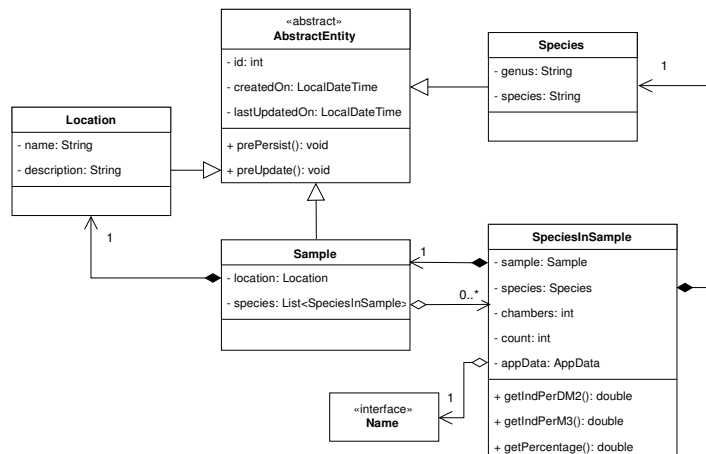 «abstract»
AbstractEntity
- id: int
- createdOn: LocalDateTime
- lastUpdatedOn: LocalDateTime
+ prePersist(): void
+ preUpdate(): void
Species
- genus: String
- species: String
1
Location
- name: String
- description: String
1
Sample
- location: Location
- species: List<SpeciesInSample>
1
0..*
SpeciesInSample
- sample: Sample
- species: Species
- chambers: int
- count: int
- appData: AppData
+ getIndPerDM2(): double
+ getIndPerM3(): double
+ getPercentage(): double
1
«interface»
Name